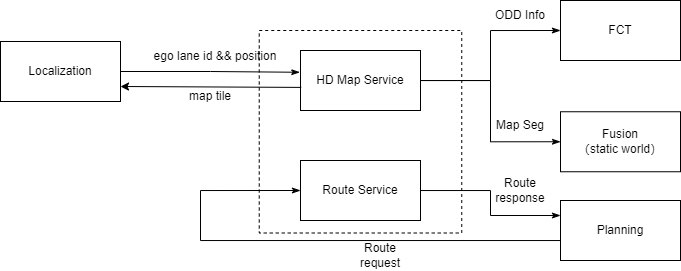 ODD Info
FCT
ego lane id && position
Localization
HD Map Service
map tile
Map Seg
Fusion
（static world）
Route Service
Route
response
Planning
Route
request